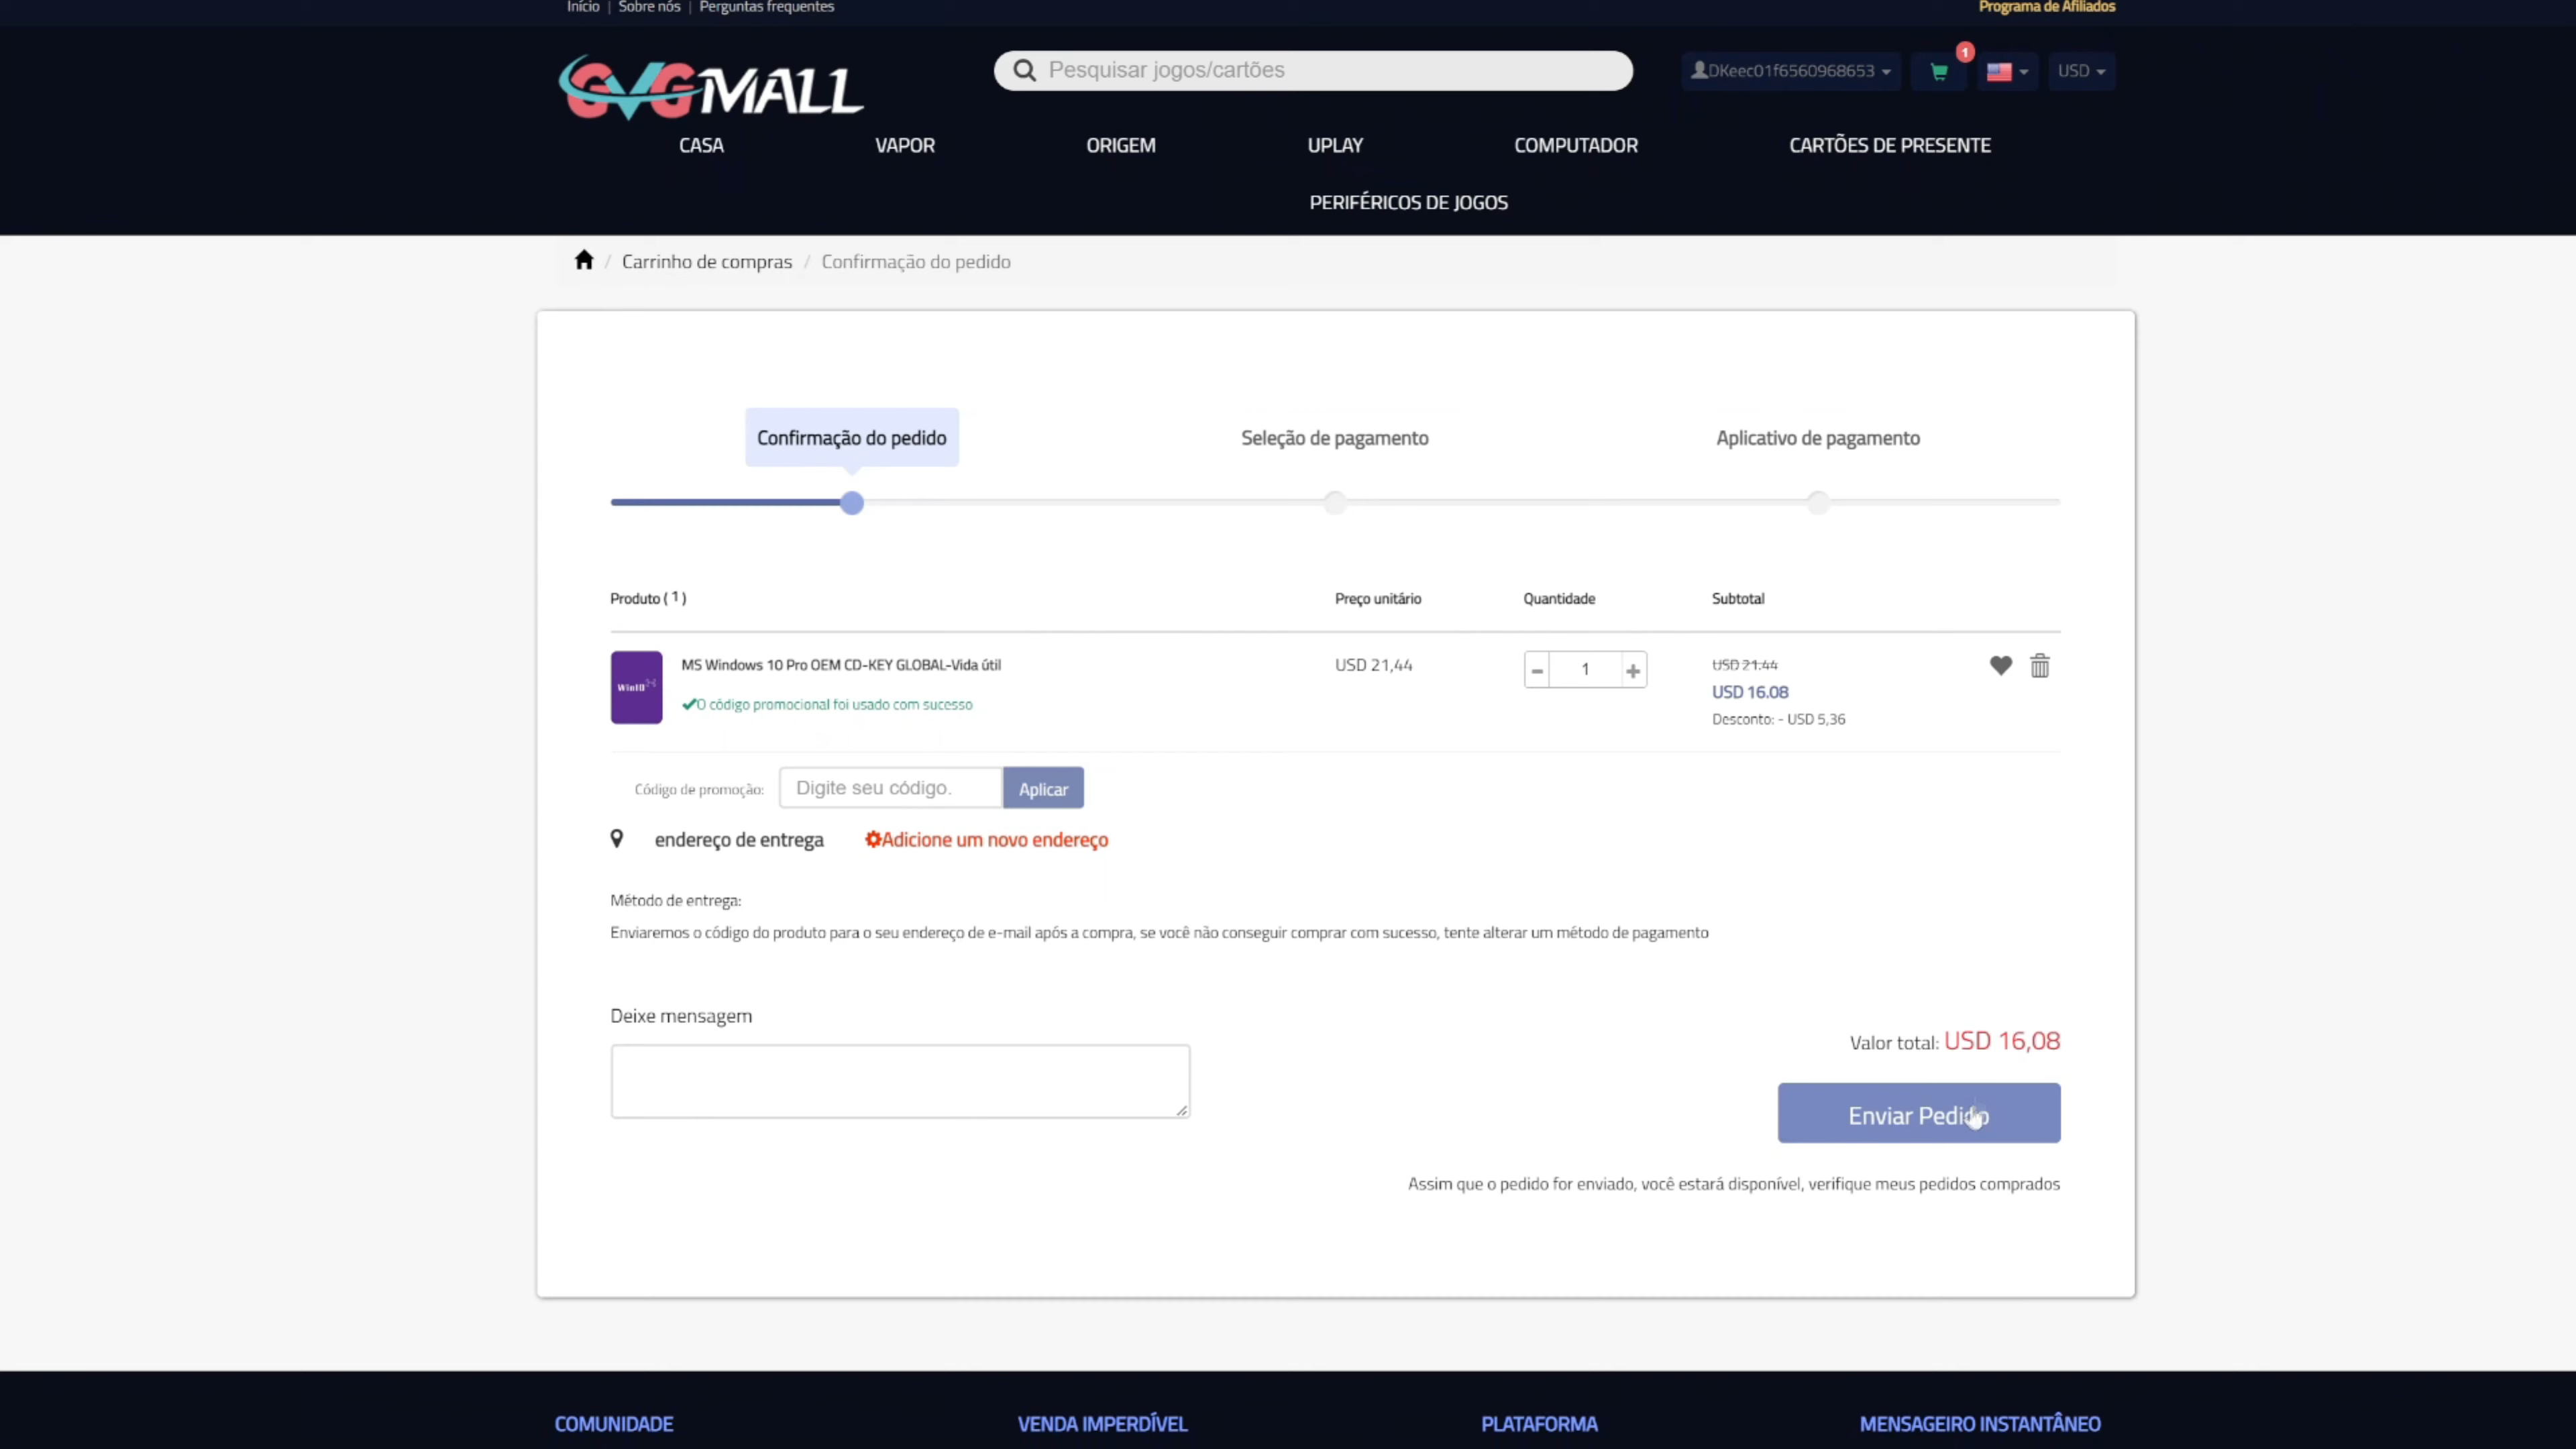 Início | Sobre nós | Perguntas frequentes
Programa de Afiliados
GVGMALL
Pesquisar jogos/cartões
DKeec01f6560968653
1
USD
CASA
VAPOR
ORIGEM
UPLAY
COMPUTADOR
CARTÕES DE PRESENTE
PERIFÉRICOS DE JOGOS
/ Carrinho de compras / Confirmação do pedido
Confirmação do pedido
Seleção de pagamento
Aplicativo de pagamento
Produto ( 1 )
Preço unitário
Quantidade
Subtotal
Win10
MS Windows 10 Pro OEM CD-KEY GLOBAL-Vida útil
USD 21,44
1
USD 21.44
O código promocional foi usado com sucesso
USD 16.08
Desconto: - USD 5,36
Código de promoção:
Digite seu código.
Aplicar
endereço de entrega
Adicione um novo endereço
Método de entrega:
Enviaremos o código do produto para o seu endereço de e-mail após a compra, se você não conseguir comprar com sucesso, tente alterar um método de pagamento
Deixe mensagem
Valor total: USD 16,08
Enviar Pedido
Assim que o pedido for enviado, você estará disponível, verifique meus pedidos comprados
COMUNIDADE
VENDA IMPERDÍVEL
PLATAFORMA
MENSAGEIRO INSTANTÂNEO